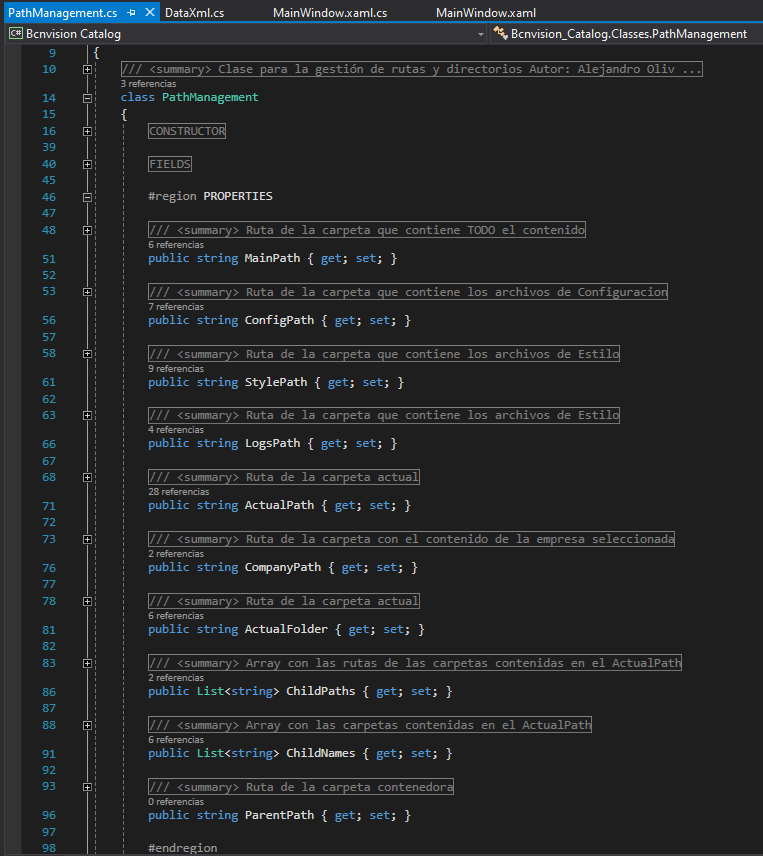 PathManagement.cs DataXml.cs MainWindow.xaml.cs MainWindow.xaml
C# Bcnvision Catalog Bcnvision_Catalog.Classes.PathManagement
9 {
10 /// <summary> Clase para la gestión de rutas y directorios Autor: Alejandro Oliv ...
3 referencias
14 class PathManagement
15 {
16 CONSTRUCTOR
39
40 FIELDS
45
46 #region PROPERTIES
47
48 /// <summary> Ruta de la carpeta que contiene TODO el contenido
6 referencias
51 public string MainPath { get; set; }
52
53 /// <summary> Ruta de la carpeta que contiene los archivos de Configuracion
7 referencias
56 public string ConfigPath { get; set; }
57
58 /// <summary> Ruta de la carpeta que contiene los archivos de Estilo
9 referencias
61 public string StylePath { get; set; }
62
63 /// <summary> Ruta de la carpeta que contiene los archivos de Estilo
4 referencias
66 public string LogsPath { get; set; }
67
68 /// <summary> Ruta de la carpeta actual
28 referencias
71 public string ActualPath { get; set; }
72
73 /// <summary> Ruta de la carpeta con el contenido de la empresa seleccionada
2 referencias
76 public string CompanyPath { get; set; }
77
78 /// <summary> Ruta de la carpeta actual
6 referencias
81 public string ActualFolder { get; set; }
82
83 /// <summary> Array con las rutas de las carpetas contenidas en el ActualPath
2 referencias
86 public List<string> ChildPaths { get; set; }
87
88 /// <summary> Array con las carpetas contenidas en el ActualPath
6 referencias
91 public List<string> ChildNames { get; set; }
92
93 /// <summary> Ruta de la carpeta contenedora
0 referencias
96 public string ParentPath { get; set; }
97
98 #endregion